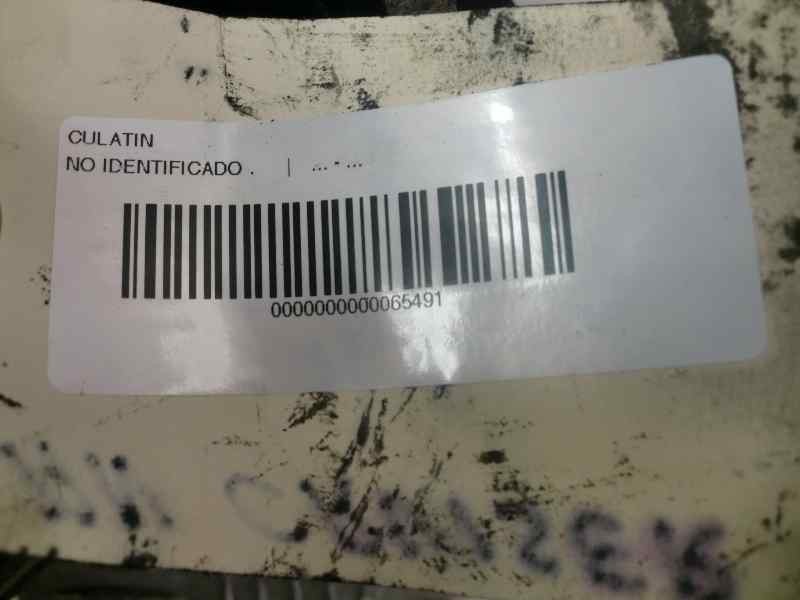 CULATIN
NO IDENTIFICADO . | ... - ...
0000000000065491